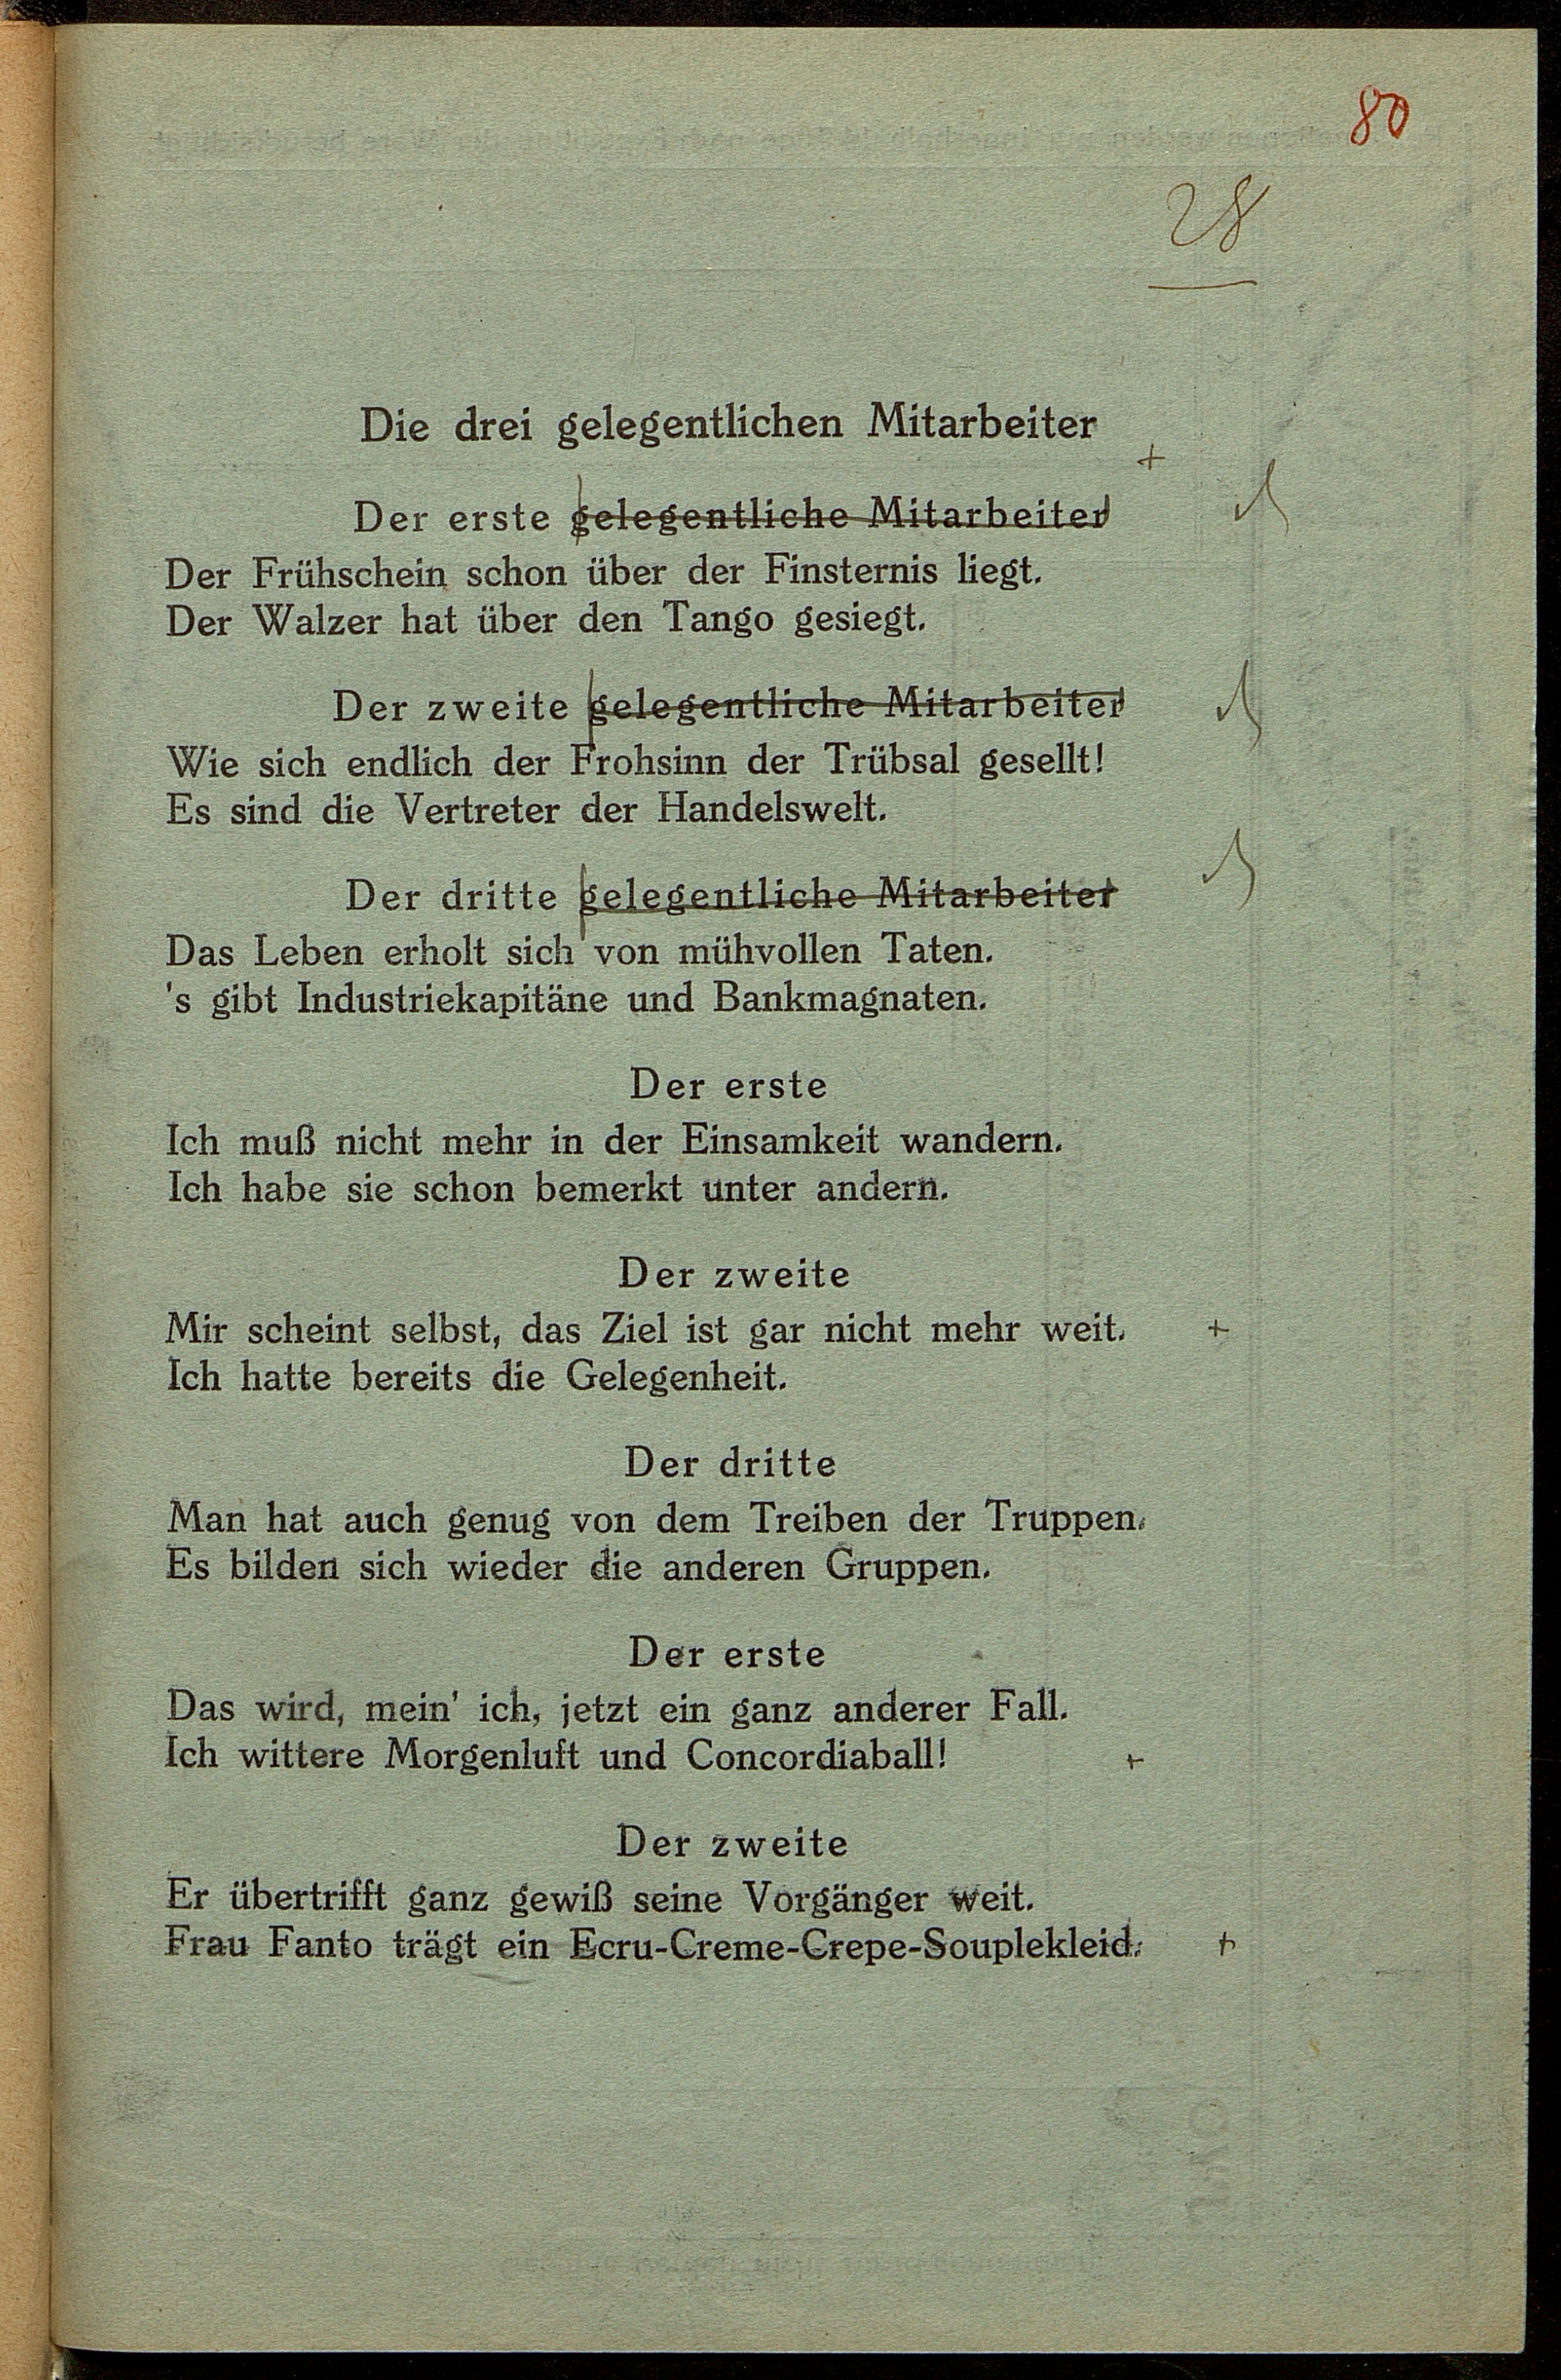 80
28
Die drei gelegentlichen Mitarbeiter
+
Der erste gelegentliche Mitarbeiter
Der Frühschein schon über der Finsternis liegt.
Der Walzer hat über den Tango gesiegt.
Der zweite gelegentliche Mitarbeiter
Wie sich endlich der Frohsinn der Trübsal gesellt!
Es sind die Vertreter der Handelswelt.
Der dritte gelegentliche Mitarbeiter
Das Leben erholt sich von mühvollen Taten.
's gibt Industriekapitäne und Bankmagnaten.
Der erste
Ich muß nicht mehr in der Einsamkeit wandern.
Ich habe sie schon bemerkt unter andern.
Der zweite
Mir scheint selbst, das Ziel ist gar nicht mehr weit. +
Ich hatte bereits die Gelegenheit.
Der dritte
Man hat auch genug von dem Treiben der Truppen.
Es bilden sich wieder die anderen Gruppen.
Der erste
Das wird, mein' ich, jetzt ein ganz anderer Fall.
Ich wittere Morgenluft und Concordiaball! +
Der zweite
Er übertrifft ganz gewiß seine Vorgänger weit.
Frau Fanto trägt ein Ecru-Creme-Crepe-Souplekleid. +